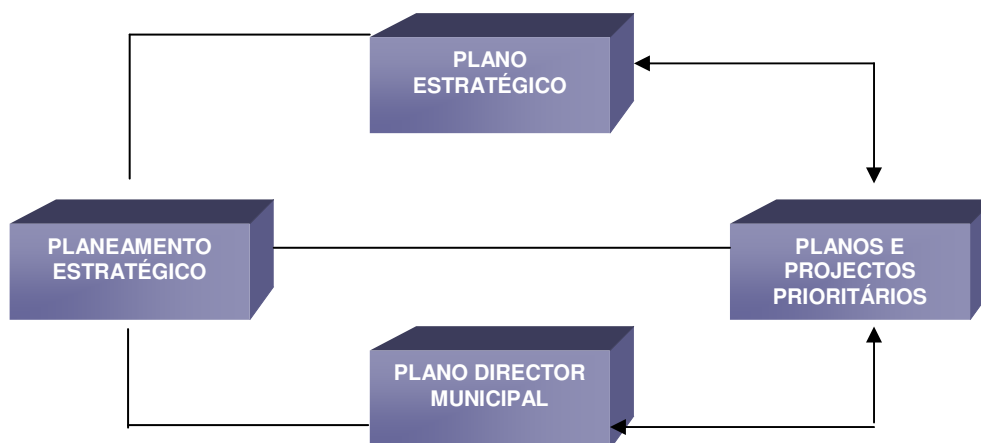 PLANO
ESTRATÉGICO
PLANEAMENTO
ESTRATÉGICO
PLANOS E
PROJECTOS
PRIORITÁRIOS
PLANO DIRECTOR
MUNICIPAL